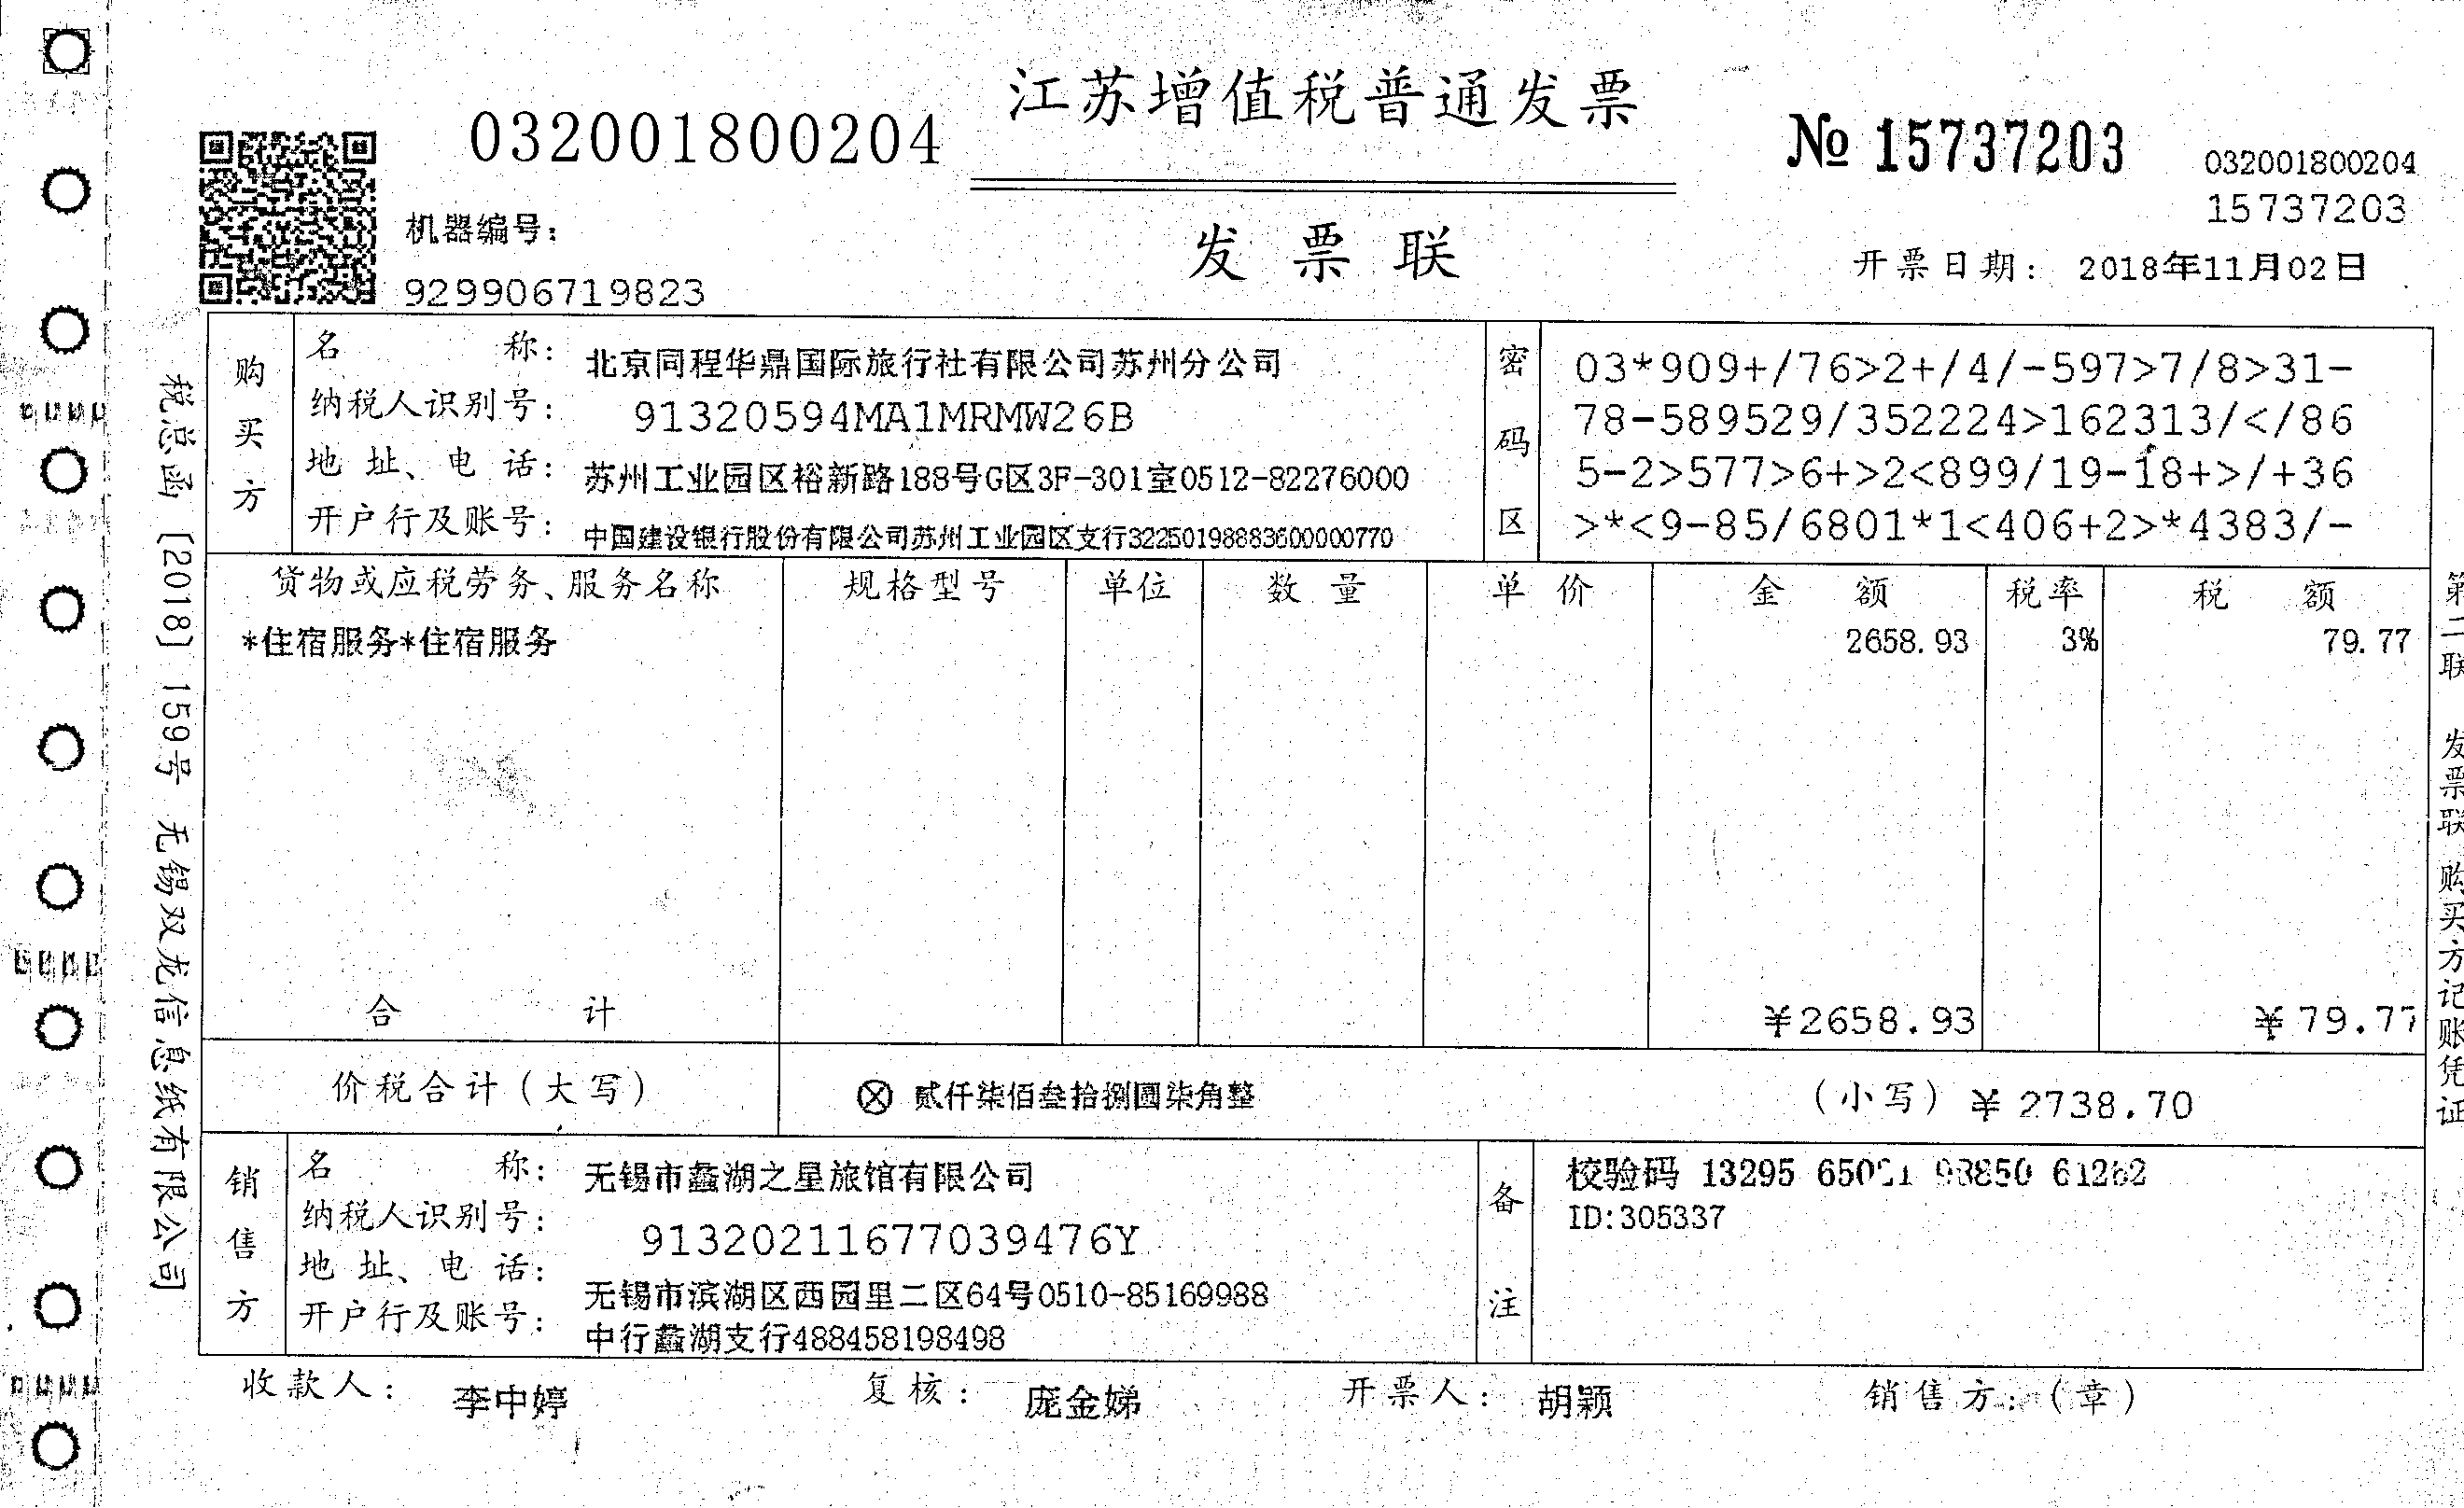 江苏增值税普通发票
032001800204
№ 15737203
032001800204
15737203
机器编号:
929906719823
发票联
开票日期: 2018年11月02日
税总函〔2018〕159号 无锡双龙信息纸有限公司
购买方
名称: 北京同程华鼎国际旅行社有限公司苏州分公司
纳税人识别号: 91320594MA1MRMW26B
地址、电话: 苏州工业园区裕新路188号G区3F-301室0512-82276000
开户行及账号: 中国建设银行股份有限公司苏州工业园区支行32250198883600000770
密码区
03*909+/76>2+/4/-597>7/8>31-
78-589529/352224>162313/</86
5-2>577>6+>2<899/19-18+>/+36
>*<9-85/6801*1<406+2>*4383/-
货物或应税劳务、服务名称 规格型号 单位 数量 单价 金额 税率 税额
*住宿服务*住宿服务 2658.93 3% 79.77
合计 ¥2658.93 ¥79.77
价税合计(大写) ⊗ 贰仟柒佰叁拾捌圆柒角整 (小写) ¥2738.70
销售方
名称: 无锡市蠡湖之星旅馆有限公司
纳税人识别号: 91320211677039476Y
地址、电话: 无锡市滨湖区西园里二区64号0510-85169988
开户行及账号: 中行蠡湖支行488458198498
备注
校验码 13295
ID:305337
收款人: 李中婷 复核: 庞金娣 开票人: 胡颖 销售方:(章)
第二联 发票联 购买方记账凭证